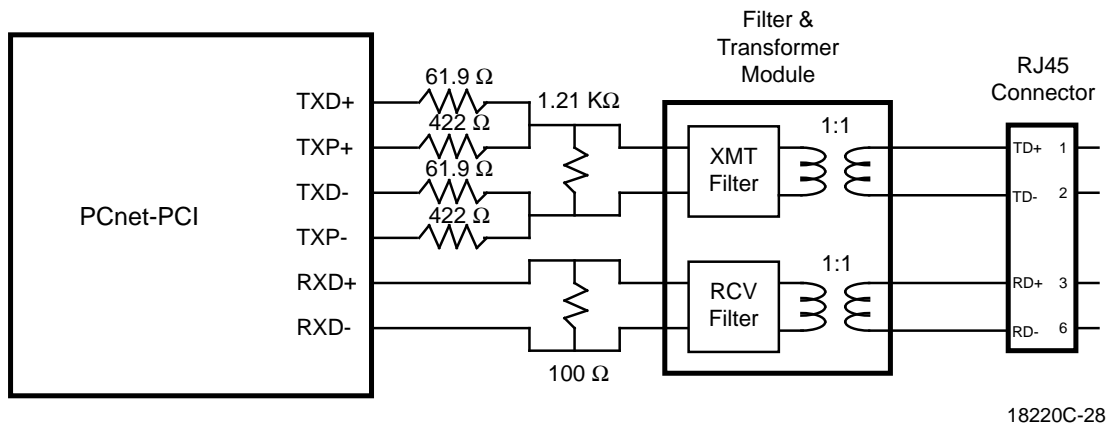 Filter &
Transformer
Module
RJ45
Connector
61.9 Ω
1.21 KΩ
TXD+
422 Ω
TXP+
61.9 Ω
TXD-
422 Ω
TXP-
RXD+
RXD-
PCnet-PCI
100 Ω
XMT
Filter
1:1
RCV
Filter
1:1
TD+ 1
TD- 2
RD+ 3
RD- 6
18220C-28